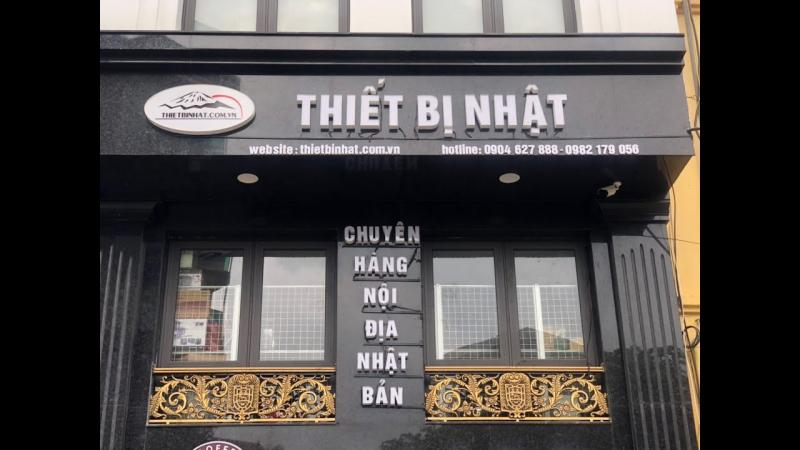 THIETBINHAT.COM.VN
THIẾT BỊ NHẬT
website : thietbinhat.com.vn
hotline: 0904 627 888 - 0982 179 056
CHUYÊN
HÀNG
NỘI
ĐỊA
NHẬT
BẢN